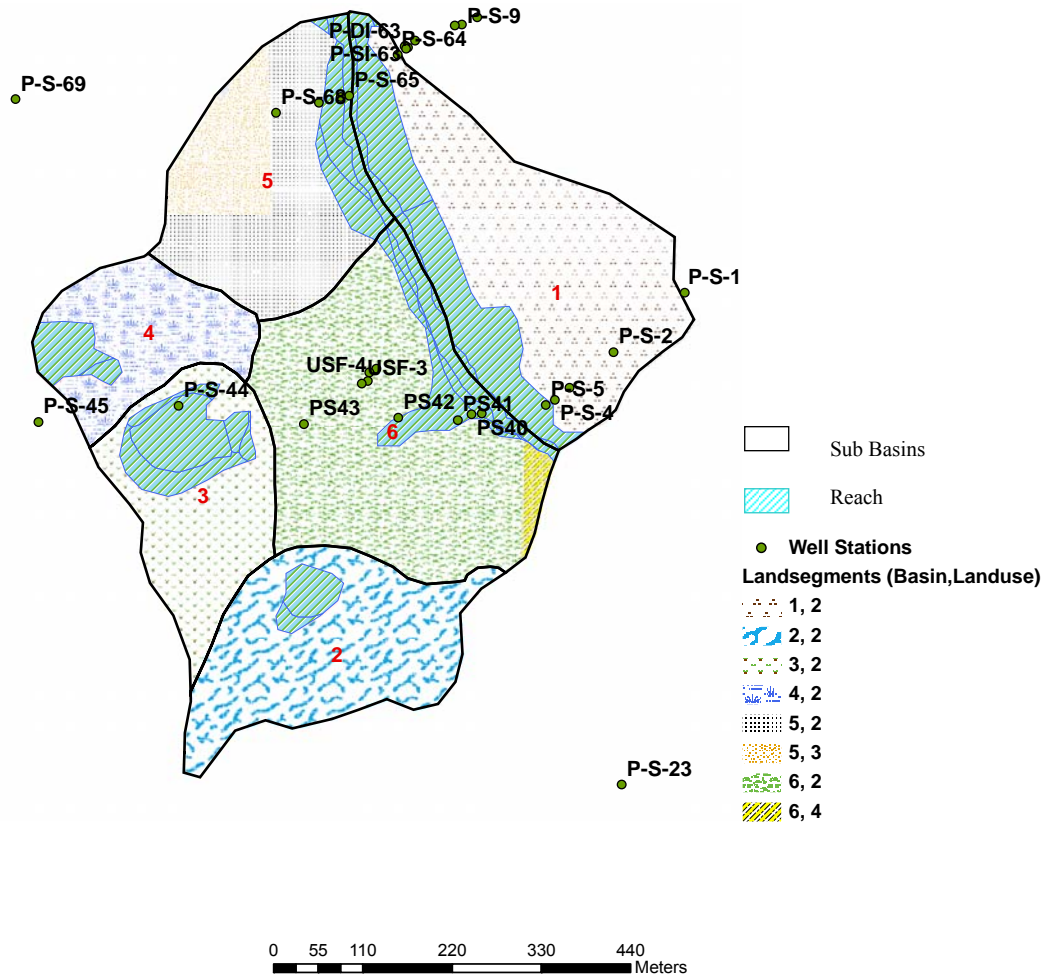 P-S-9
P-DI-63
P-S-64
P-SI-63
P-S-65
P-S-69
P-S-68
5
P-S-1
1
4
P-S-2
USF-4
USF-3
P-S-44
P-S-5
P-S-45
PS43
PS42
PS41
P-S-4
6
PS40
3
2
P-S-23
Sub Basins
Reach
Well Stations
Landsegments (Basin,Landuse)
1, 2
2, 2
3, 2
4, 2
5, 2
5, 3
6, 2
6, 4
0 55 110 220 330 440
Meters